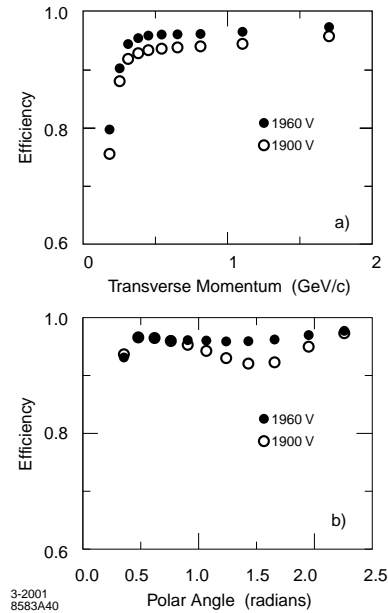 a)
1.0
0.8
0.6
Efficiency
1960 V
1900 V
0 1 2
Transverse Momentum (GeV/c)
b)
1.0
0.8
0.6
Efficiency
1960 V
1900 V
0.0 0.5 1.0 1.5 2.0 2.5
Polar Angle (radians)
3-2001
8583A40